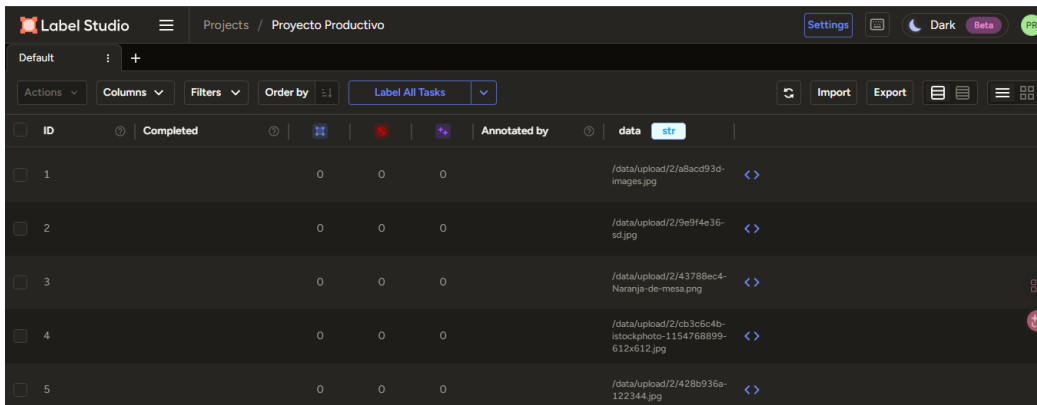 Label Studio Projects / Proyecto Productivo Settings Dark Beta PR
Default +
Actions Columns Filters Order by Label All Tasks Import Export
ID Completed Annotated by data str
1 0 0 0 /data/upload/2/a8acd93d-
images.jpg
2 0 0 0 /data/upload/2/9e9f4e36-
sd.jpg
3 0 0 0 /data/upload/2/43788ec4-
Naranja-de-mesa.png
4 0 0 0 /data/upload/2/cb3c6c4b-
istockphoto-1154768899-
612x612.jpg
5 0 0 0 /data/upload/2/428b936a-
122344.jpg